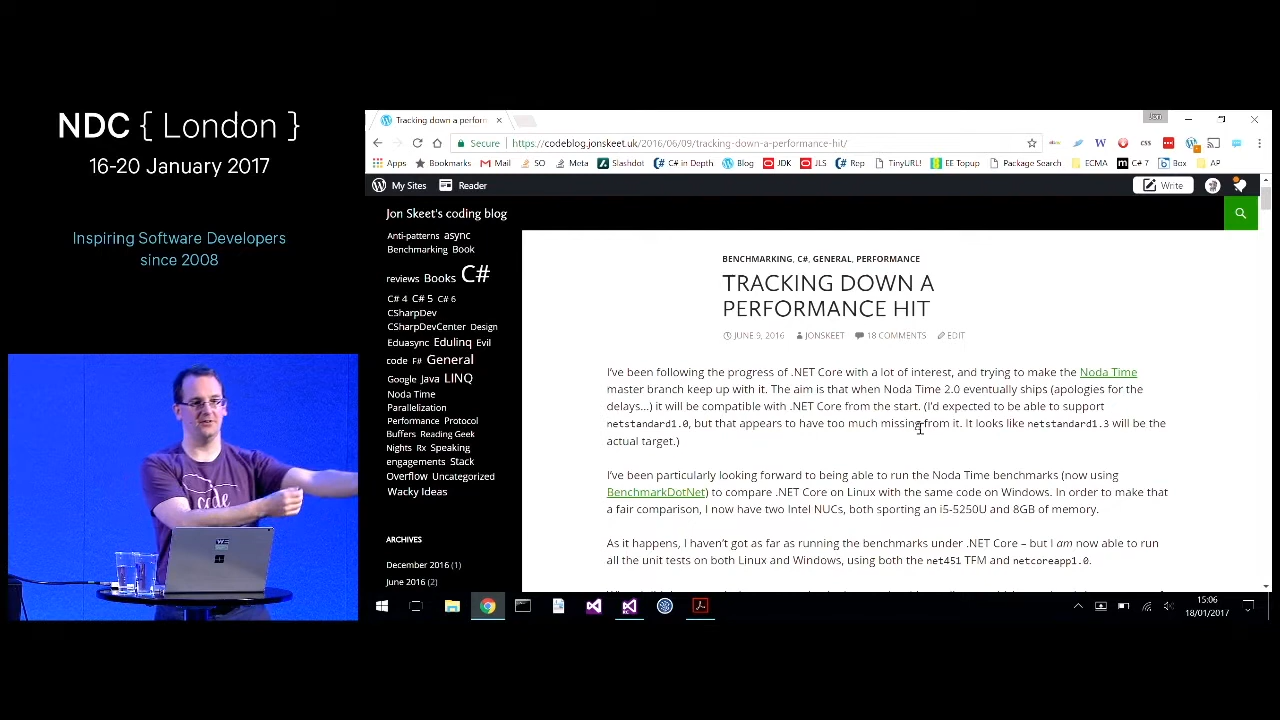 NDC { London }
16-20 January 2017
Inspiring Software Developers
since 2008
code
Tracking down a perform
Jon
Secure
https://codeblog.jonskeet.uk/2016/06/09/tracking-down-a-performance-hit/
Apps Bookmarks Mail SO Meta Slashdot C# in Depth Blog JDK JLS Rep TinyURL! EE Topup Package Search ECMA C# 7 Box AP
My Sites Reader Write
Jon Skeet's coding blog
Anti-patterns async
Benchmarking Book
reviews Books C#
C# 4 C# 5 C# 6
CSharpDev
CSharpDevCenter Design
Eduasync Edulinq Evil
code F# General
Google Java LINQ
Noda Time
Parallelization
Performance Protocol
Buffers Reading Geek
Nights Rx Speaking
engagements Stack
Overflow Uncategorized
Wacky Ideas
ARCHIVES
December 2016 (1)
June 2016 (2)
BENCHMARKING, C#, GENERAL, PERFORMANCE
TRACKING DOWN A
PERFORMANCE HIT
JUNE 9, 2016 JONSKEET 18 COMMENTS EDIT
I've been following the progress of .NET Core with a lot of interest, and trying to make the Noda Time
master branch keep up with it. The aim is that when Noda Time 2.0 eventually ships (apologies for the
delays…) it will be compatible with .NET Core from the start. (I'd expected to be able to support
netstandard1.0, but that appears to have too much missing from it. It looks like netstandard1.3 will be the
actual target.)
I've been particularly looking forward to being able to run the Noda Time benchmarks (now using
BenchmarkDotNet) to compare .NET Core on Linux with the same code on Windows. In order to make that
a fair comparison, I now have two Intel NUCs, both sporting an i5-5250U and 8GB of memory.
As it happens, I haven't got as far as running the benchmarks under .NET Core – but I am now able to run
all the unit tests on both Linux and Windows, using both the net451 TFM and netcoreapp1.0.
15:06
18/01/2017